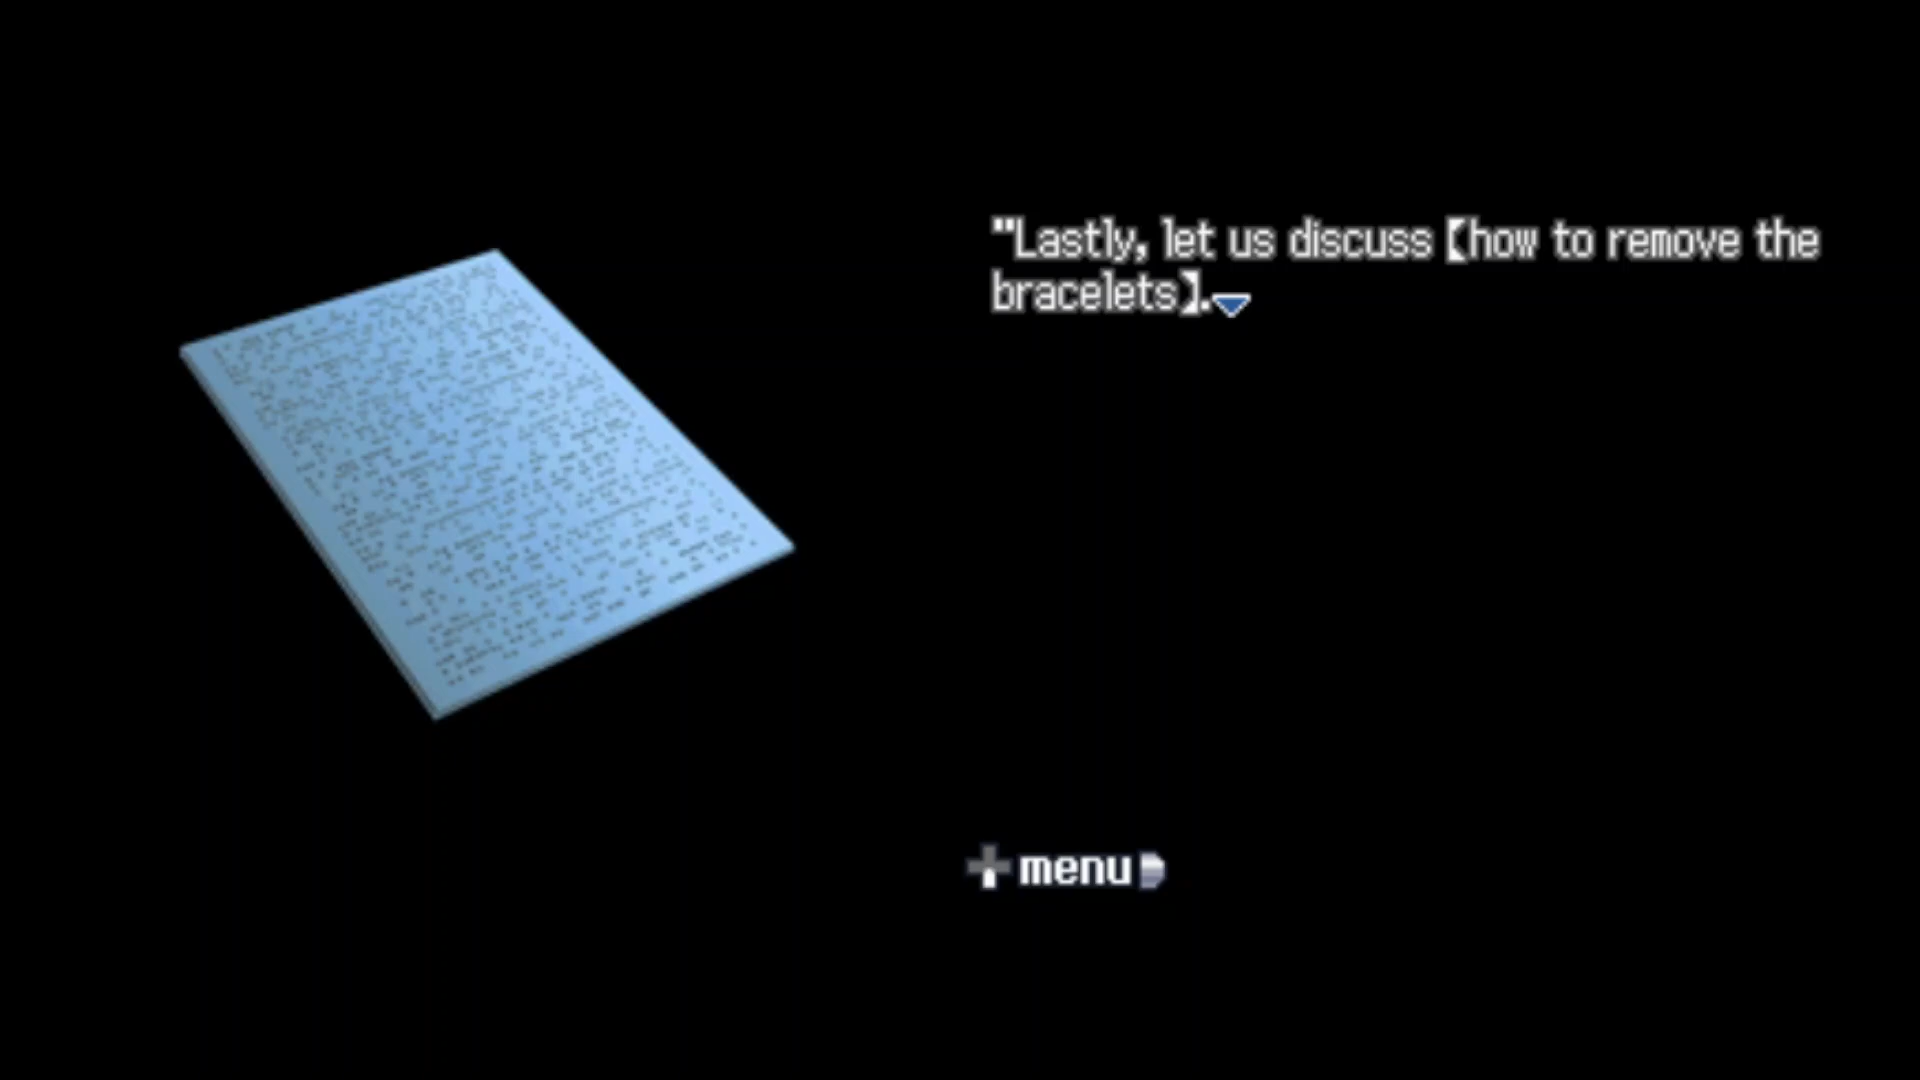 "Lastly, let us discuss 【how to remove the
bracelets】.
menu